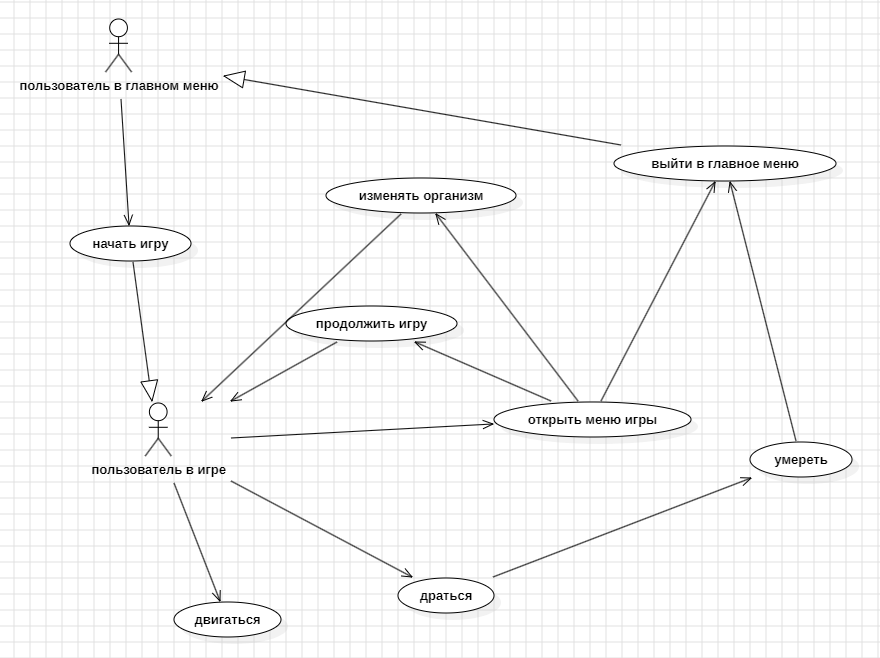 пользователь в главном меню
выйти в главное меню
изменять организм
начать игру
продолжить игру
открыть меню игры
умереть
пользователь в игре
драться
двигаться